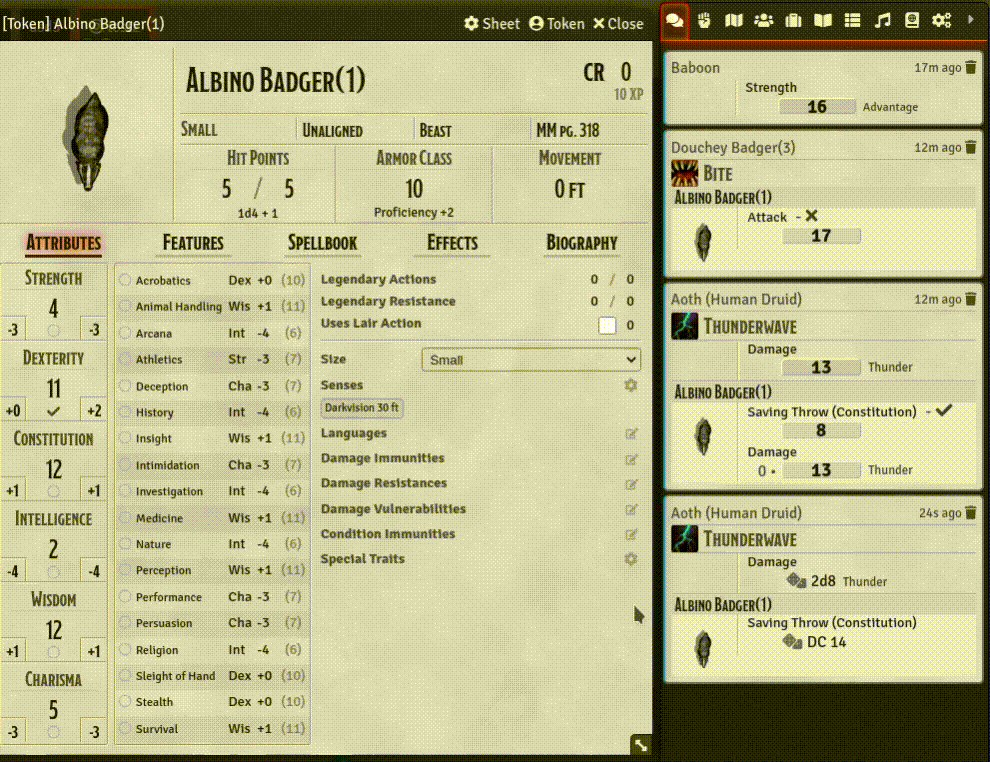 [Token] Albino Badger(1)
Sheet Token Close
ALBINO BADGER(1)
CR 0
10 XP
SMALL UNALIGNED BEAST MM PG. 318
HIT POINTS ARMOR CLASS MOVEMENT
5 / 5 10 0 FT
1d4 + 1 Proficiency +2
ATTRIBUTES FEATURES SPELLBOOK EFFECTS BIOGRAPHY
STRENGTH
4
-3 -3
DEXTERITY
11
+0 +2
CONSTITUTION
12
+1 +1
INTELLIGENCE
2
-4 -4
WISDOM
12
+1 +1
CHARISMA
5
-3 -3
Acrobatics Dex +0 (10)
Animal Handling Wis +1 (11)
Arcana Int -4 (6)
Athletics Str -3 (7)
Deception Cha -3 (7)
History Int -4 (6)
Insight Wis +1 (11)
Intimidation Cha -3 (7)
Investigation Int -4 (6)
Medicine Wis +1 (11)
Nature Int -4 (6)
Perception Wis +1 (11)
Performance Cha -3 (7)
Persuasion Cha -3 (7)
Religion Int -4 (6)
Sleight of Hand Dex +0 (10)
Stealth Dex +0 (10)
Survival Wis +1 (11)
Legendary Actions 0 / 0
Legendary Resistance 0 / 0
Uses Lair Action 0
Size Small
Senses
Darkvision 30 ft
Languages
Damage Immunities
Damage Resistances
Damage Vulnerabilities
Condition Immunities
Special Traits
Baboon 17m ago
Strength
16 Advantage
Douchey Badger(3) 12m ago
BITE
ALBINO BADGER(1)
Attack -
17
Aoth (Human Druid) 12m ago
THUNDERWAVE
Damage
13 Thunder
ALBINO BADGER(1)
Saving Throw (Constitution) -
8
Damage
0 • 13 Thunder
Aoth (Human Druid) 24s ago
THUNDERWAVE
Damage
2d8 Thunder
ALBINO BADGER(1)
Saving Throw (Constitution)
DC 14